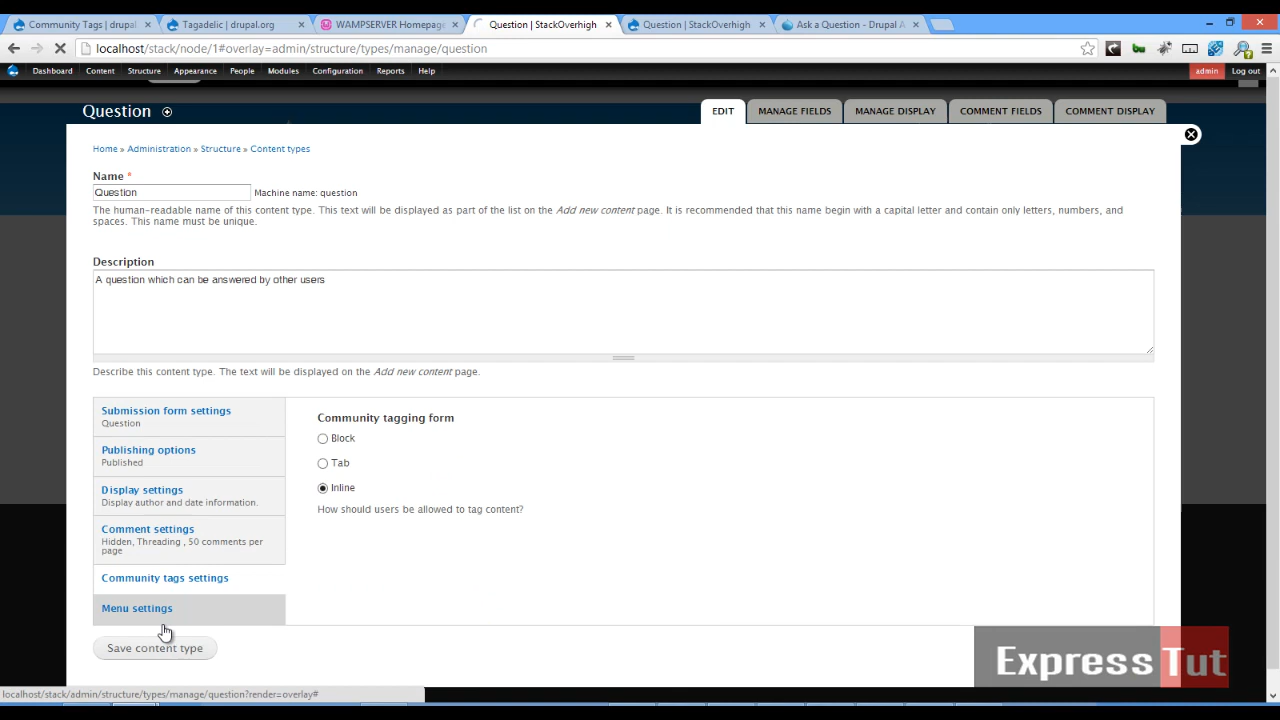 Community Tags | drupal
Tagadelic | drupal.org
WAMPSERVER Homepage
Question | StackOverhigh
Question | StackOverhigh
Ask a Question - Drupal A
localhost/stack/node/1#overlay=admin/structure/types/manage/question
Dashboard Content Structure Appearance People Modules Configuration Reports Help admin Log out
Question
EDIT MANAGE FIELDS MANAGE DISPLAY COMMENT FIELDS COMMENT DISPLAY
Home » Administration » Structure » Content types
Name *
Question Machine name: question
The human-readable name of this content type. This text will be displayed as part of the list on the Add new content page. It is recommended that this name begin with a capital letter and contain only letters, numbers, and
spaces. This name must be unique.
Description
A question which can be answered by other users
Describe this content type. The text will be displayed on the Add new content page.
Submission form settings
Question
Publishing options
Published
Display settings
Display author and date information.
Comment settings
Hidden, Threading , 50 comments per
page
Community tags settings
Menu settings
Community tagging form
Block
Tab
Inline
How should users be allowed to tag content?
Save content type
Express Tut
localhost/stack/admin/structure/types/manage/question?render=overlay#